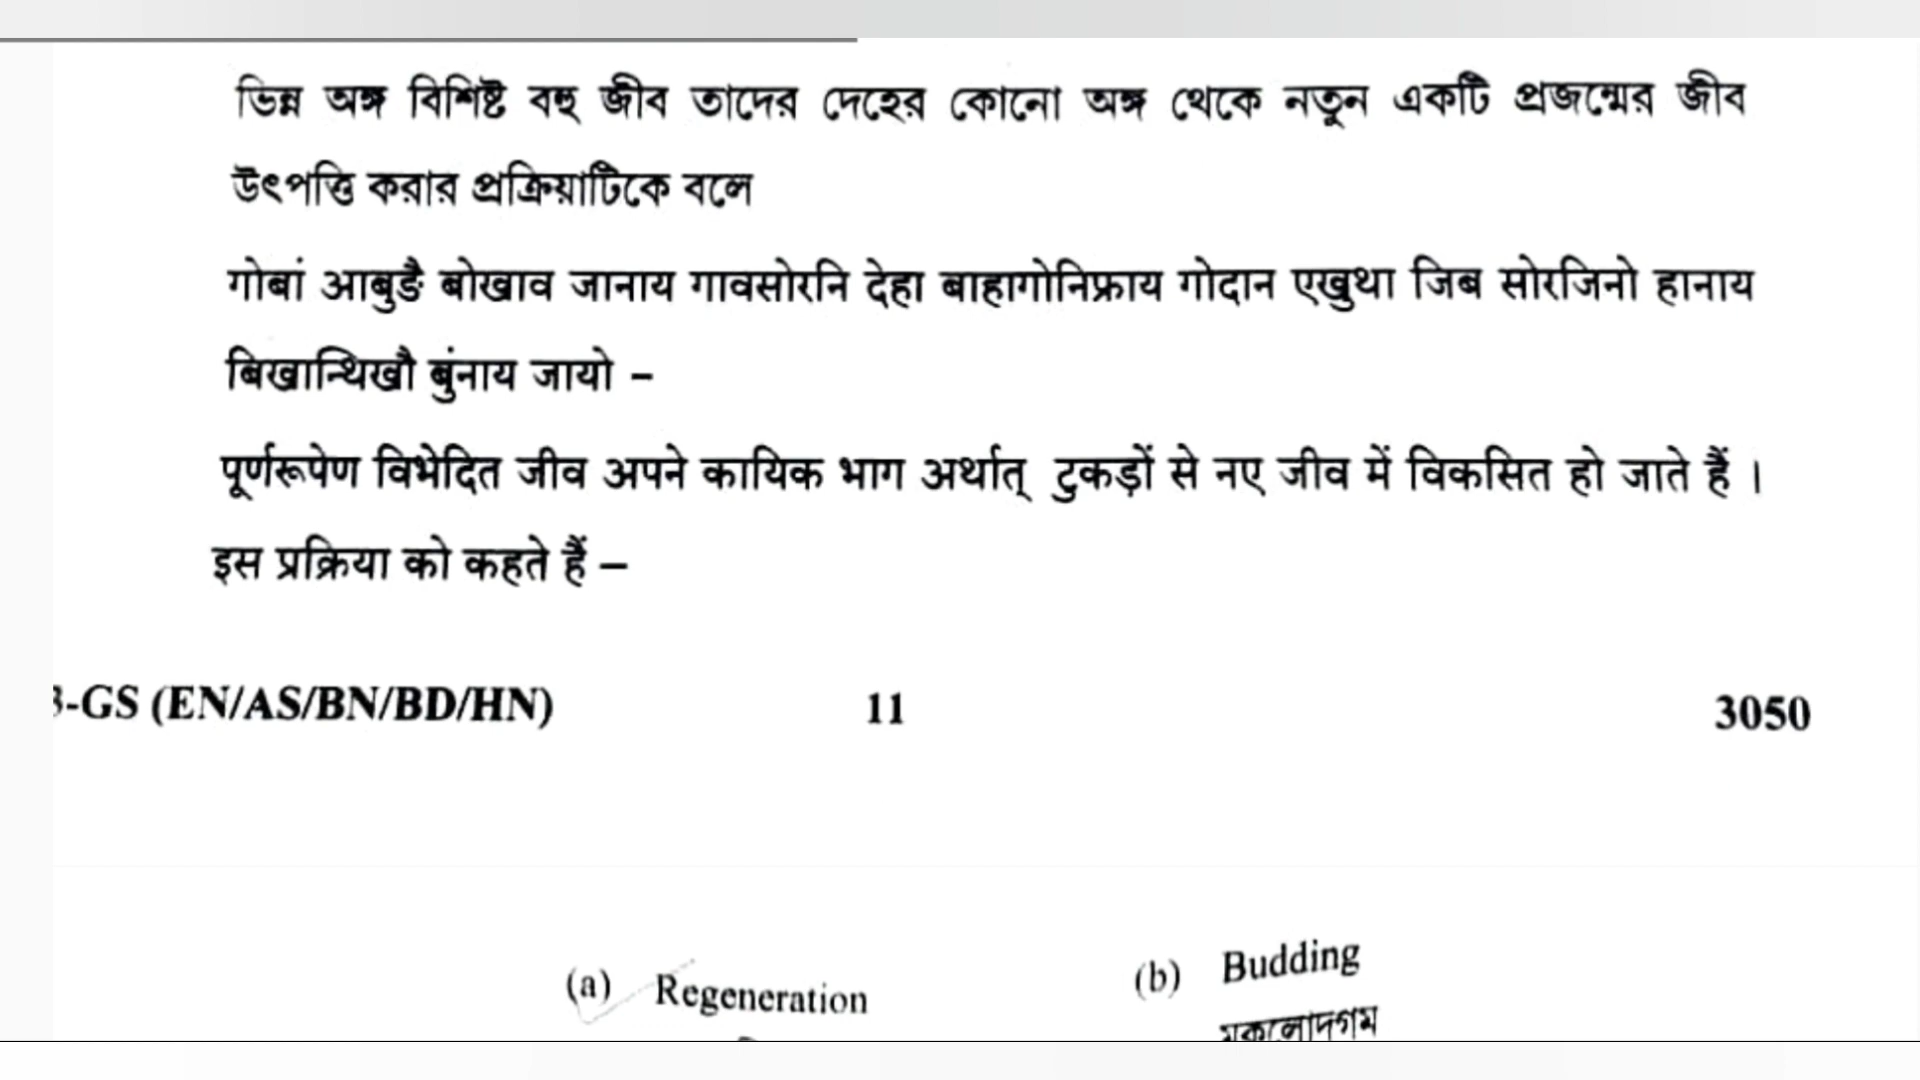 ভিন্ন অঙ্গ বিশিষ্ট বহু জীব তাদের দেহের কোনো অঙ্গ থেকে নতুন একটি প্রজন্মের জীব
উৎপত্তি করার প্রক্রিয়াটিকে বলে
गोबां आबुङै बोखाव जानाय गावसोरनि देहा बाहागोनिफ्राय गोदान एखुथा जिब सोरजिनो हानाय
बिखान्थिखौ बुंनाय जायो –
पूर्णरूपेण विभेदित जीव अपने कायिक भाग अर्थात् टुकड़ों से नए जीव में विकसित हो जाते हैं ।
इस प्रक्रिया को कहते हैं –
-GS (EN/AS/BN/BD/HN) 11 3050
(a) Regeneration (b) Budding